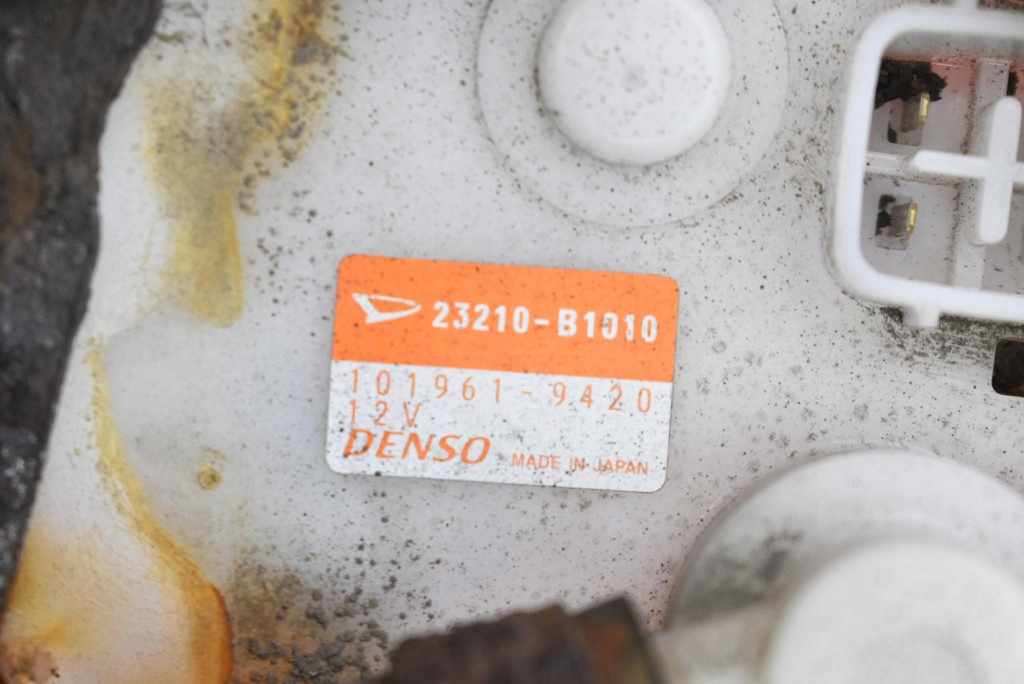 23210-B1010
101961-9420
12V
DENSO MADE IN JAPAN